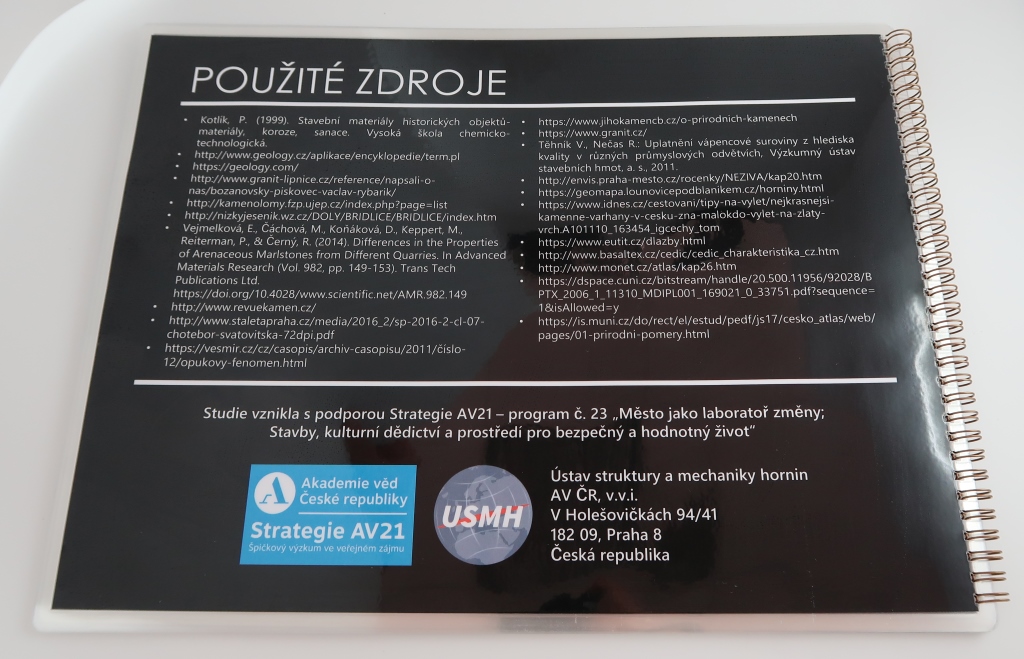 POUŽITÉ ZDROJE
• Kotlík, P. (1999). Stavební materiály historických objektů-
materiály, koroze, sanace. Vysoká škola chemicko-
technologická.
• http://www.geology.cz/aplikace/encyklopedie/term.pl
• https://geology.com/
• http://www.granit-lipnice.cz/reference/napsali-o-
nas/bozanovsky-piskovec-vaclav-rybarik/
• http://kamenolomy.fzp.ujep.cz/index.php?page=list
• http://nizkyjesenik.wz.cz/DOLY/BRIDLICE/BRIDLICE/index.htm
• Vejmelková, E., Čáchová, M., Koňáková, D., Keppert, M.,
Reiterman, P., & Černý, R. (2014). Differences in the Properties
of Arenaceous Marlstones from Different Quarries. In Advanced
Materials Research (Vol. 982, pp. 149-153). Trans Tech
Publications Ltd.
https://doi.org/10.4028/www.scientific.net/AMR.982.149
• http://www.revuekamen.cz/
• http://www.staletapraha.cz/media/2016_2/sp-2016-2-cl-07-
chotebor-svatovitska-72dpi.pdf
• https://vesmir.cz/cz/casopis/archiv-casopisu/2011/číslo-
12/opukovy-fenomen.html
• https://www.jihokamencb.cz/o-prirodnich-kamenech
• https://www.granit.cz/
• Těhník V., Nečas R.: Uplatnění vápencové suroviny z hlediska
kvality v různých průmyslových odvětvích, Výzkumný ústav
stavebních hmot, a. s., 2011.
• http://envis.praha-mesto.cz/rocenky/NEZIVA/kap20.htm
• https://geomapa.lounovicepodblanikem.cz/horniny.html
• https://www.idnes.cz/cestovani/tipy-na-vylet/nejkrasnejsi-
kamenne-varhany-v-cesku-zna-malokdo-vylet-na-zlaty-
vrch.A101110_163454_igcechy_tom
• https://www.eutit.cz/dlazby.html
• http://www.basaltex.cz/cedic/cedic_charakteristika_cz.htm
• http://www.monet.cz/atlas/kap26.htm
• https://dspace.cuni.cz/bitstream/handle/20.500.11956/92028/B
PTX_2006_1_11310_MDIPL001_169021_0_33751.pdf?sequence=
1&isAllowed=y
• https://is.muni.cz/do/rect/el/estud/pedf/js17/cesko_atlas/web/
pages/01-prirodni-pomery.html
Studie vznikla s podporou Strategie AV21 – program č. 23 „Město jako laboratoř změny;
Stavby, kulturní dědictví a prostředí pro bezpečný a hodnotný život"
Akademie věd
České republiky
Strategie AV21
Špičkový výzkum ve veřejném zájmu
USMH
Ústav struktury a mechaniky hornin
AV ČR, v.v.i.
V Holešovičkách 94/41
182 09, Praha 8
Česká republika